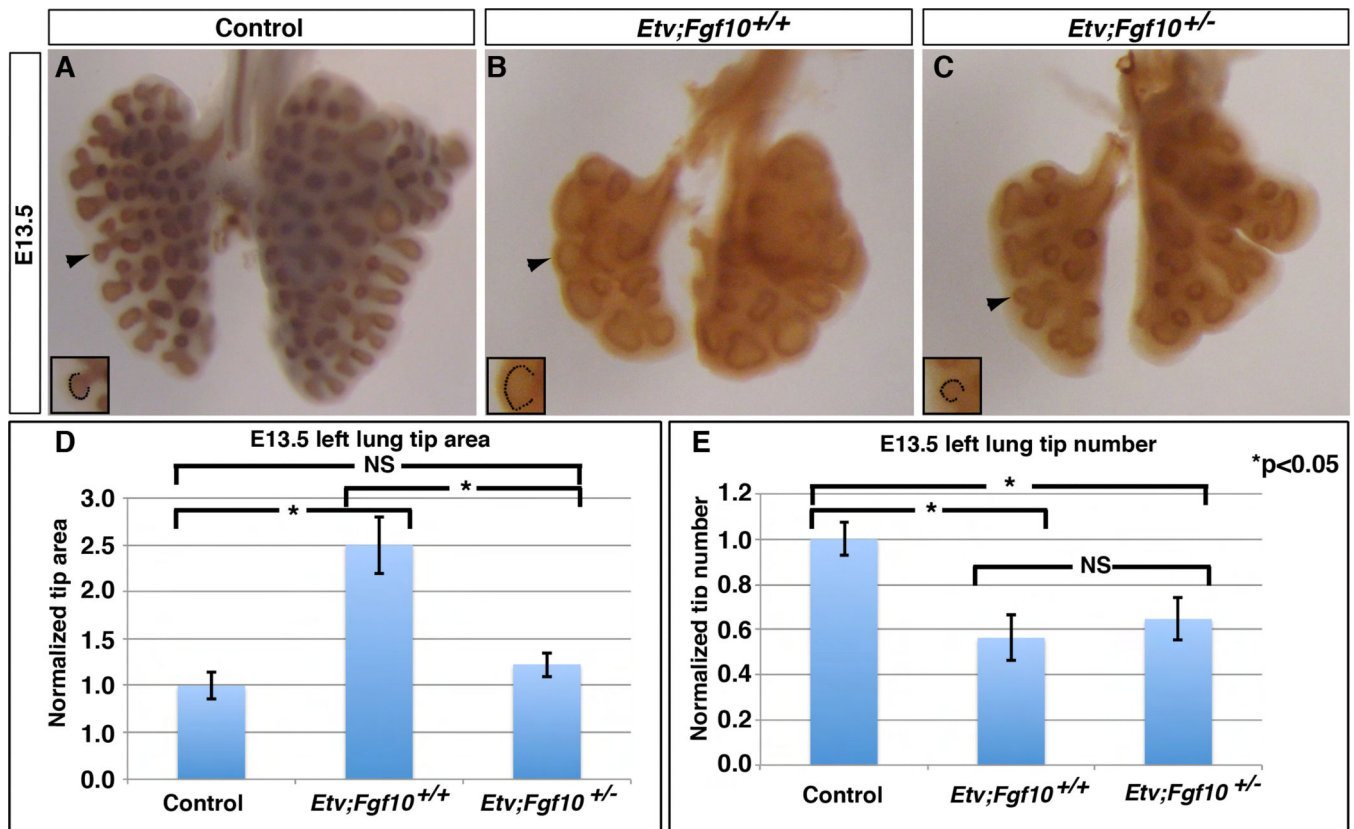 Control
Etv;Fgf10+/+
Etv;Fgf10+/-
E13.5
A
B
C
D
E13.5 left lung tip area
NS
*
*
3.0
2.5
2.0
1.5
1.0
1.0
0.0
Normalized tip area
Control
Etv;Fgf10+/+
Etv;Fgf10+/-
E
E13.5 left lung tip number
*p<0.05
*
*
NS
1.2
1.0
0.8
0.6
0.4
0.2
0.0
Normalized tip number
Control
Etv;Fgf10+/+
Etv;Fgf10+/-